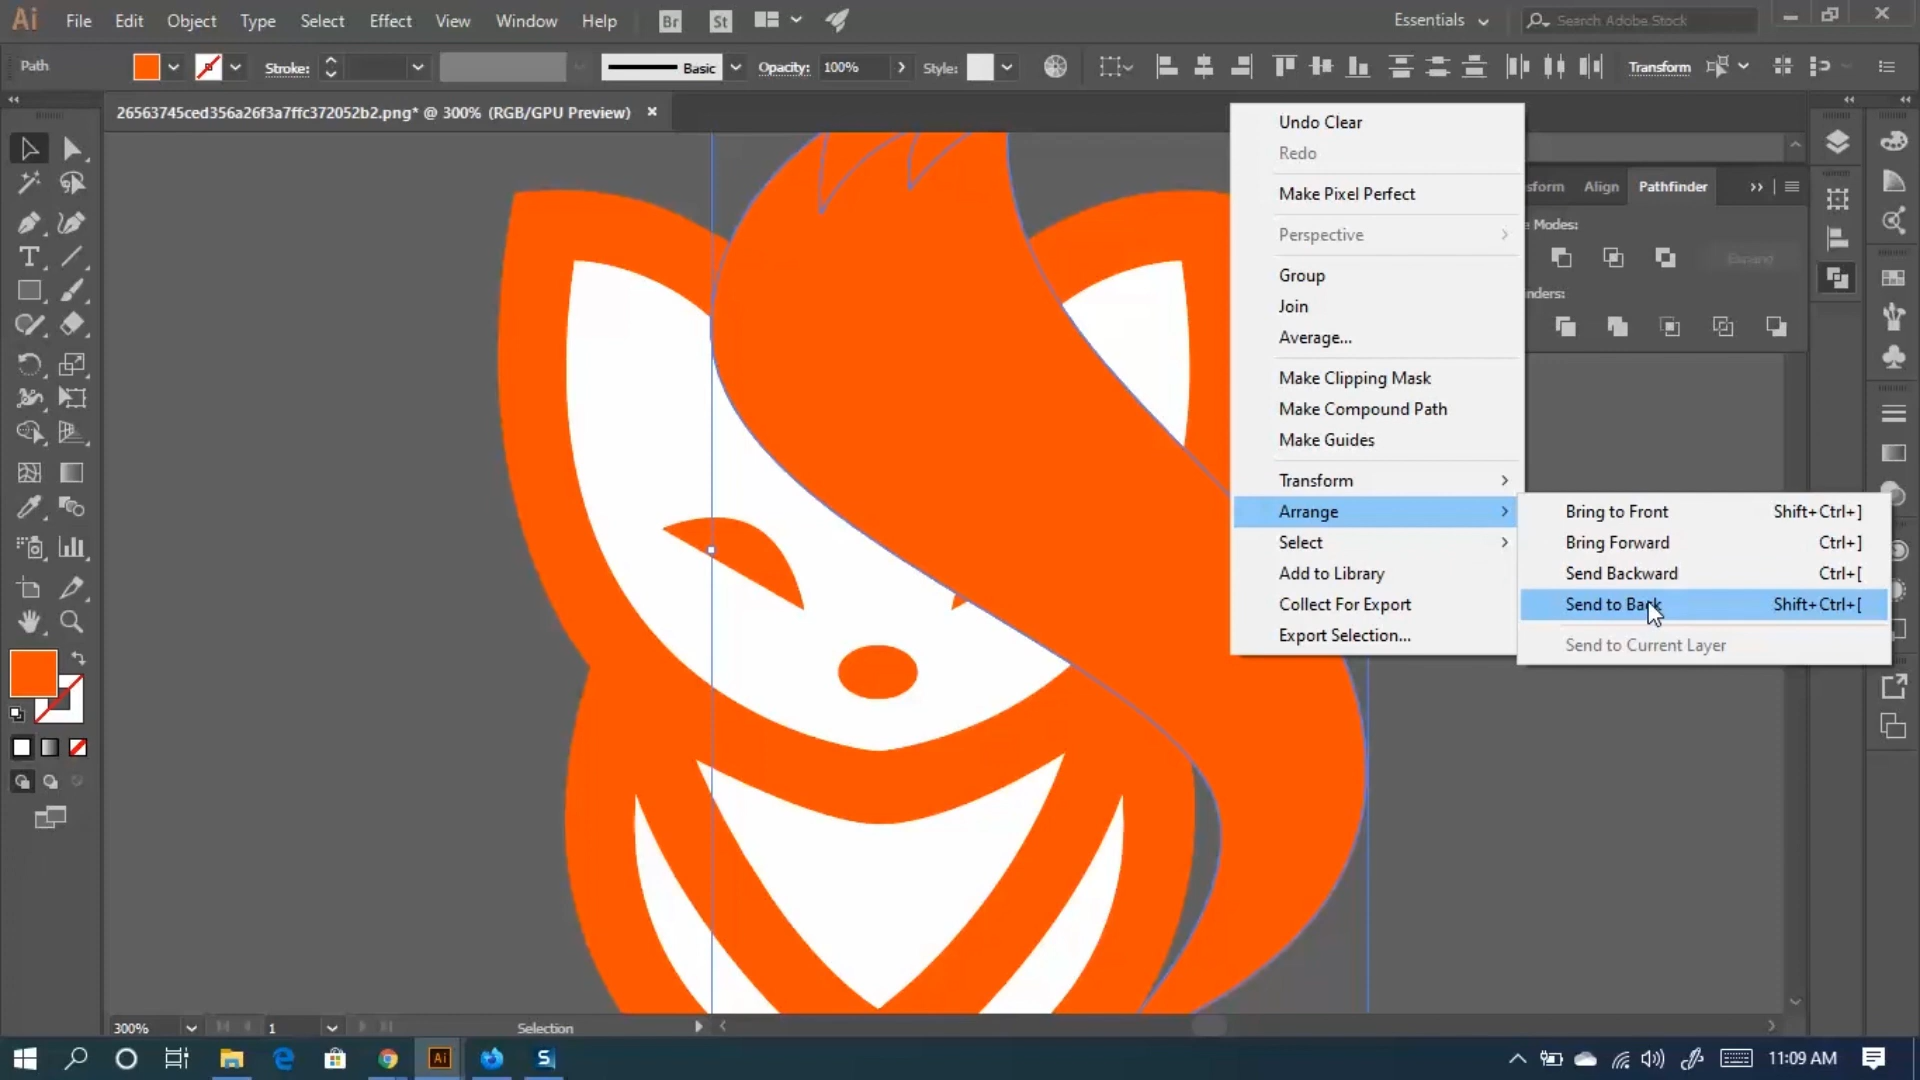 Ai File Edit Object Type Select Effect View Window Help Br St Essentials Search Adobe Stock
Path Stroke: Basic Opacity: 100% Style: Transform
26563745ced356a26f3a7ffc372052b2.png* @ 300% (RGB/GPU Preview)
Undo Clear
Redo
Make Pixel Perfect
Perspective
Group
Join
Average...
Make Clipping Mask
Make Compound Path
Make Guides
Transform
Arrange
Select
Add to Library
Collect For Export
Export Selection...
Bring to Front Shift+Ctrl+]
Bring Forward Ctrl+]
Send Backward Ctrl+[
Send to Back Shift+Ctrl+[
Send to Current Layer
sform Align Pathfinder
e Modes:
Expand
nders:
300% 1 Selection
Ai S 11:09 AM